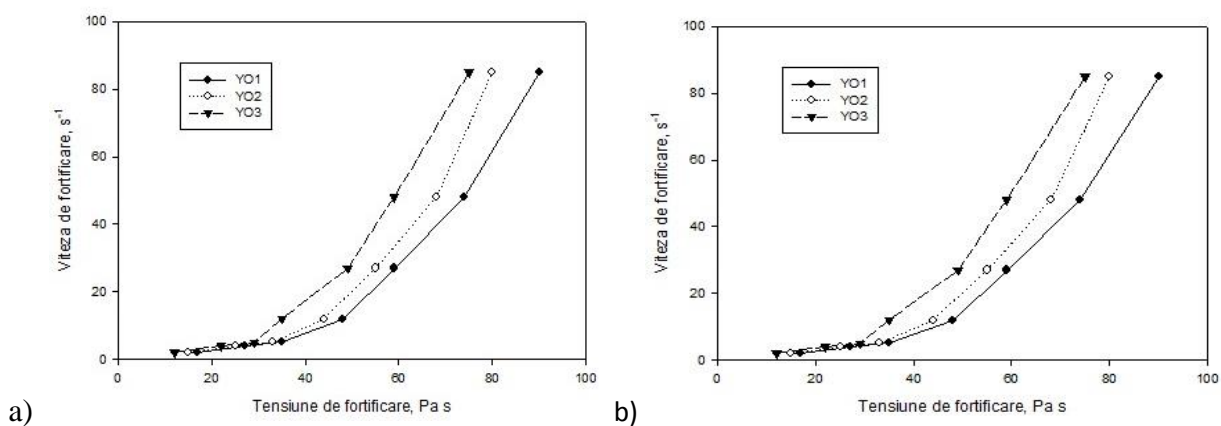 100
80
60
40
20
0
Viteza de fortificare, s⁻¹
YO1
YO2
YO3
0 20 40 60 80 100
Tensiune de fortificare, Pa s
a)
100
80
60
40
20
0
Viteza de fortificare, s⁻¹
YO1
YO2
YO3
0 20 40 60 80 100
Tensiune de fortificare, Pa s
b)